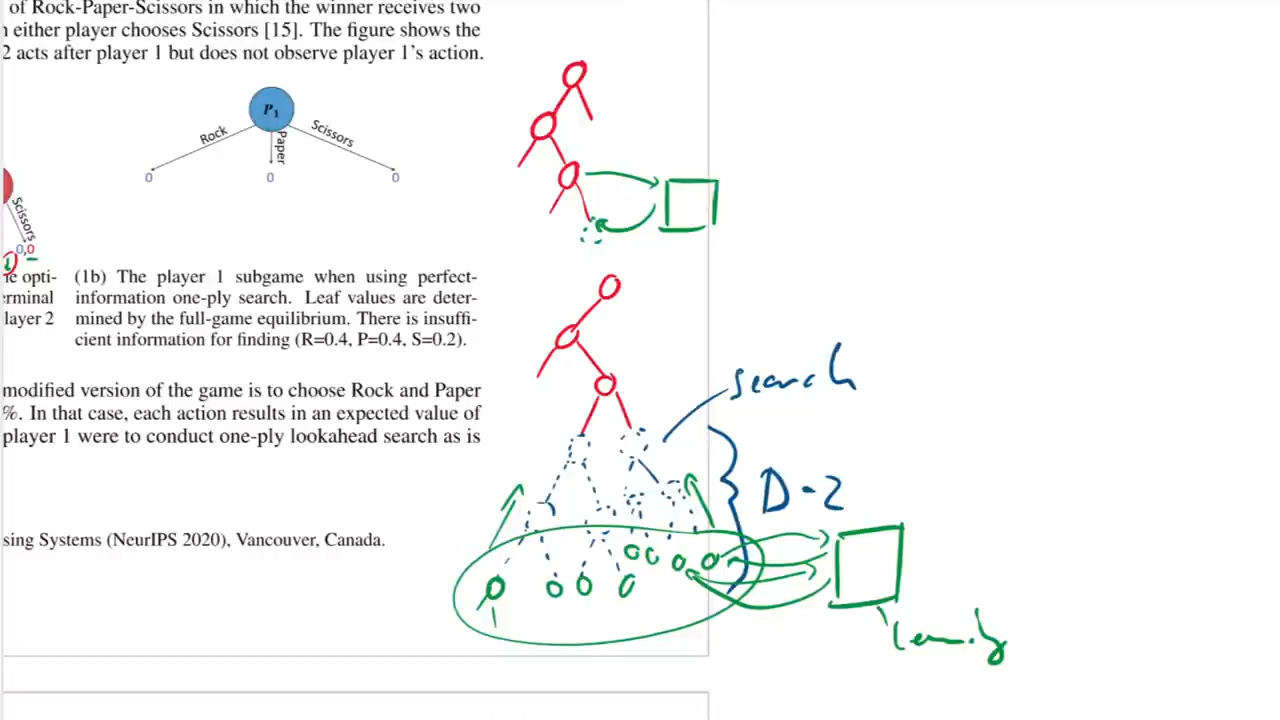 of Rock-Paper-Scissors in which the winner receives two
either player chooses Scissors [15]. The figure shows the
2 acts after player 1 but does not observe player 1's action.
P1
Rock
Paper
Scissors
0
0
0
Scissors
0,0
opti-
(1b) The player 1 subgame when using perfect-
information one-ply search. Leaf values are deter-
layer 2
mined by the full-game equilibrium. There is insuffi-
cient information for finding (R=0.4, P=0.4, S=0.2).
search
modified version of the game is to choose Rock and Paper
%. In that case, each action results in an expected value of
player 1 were to conduct one-ply lookahead search as is
D-2
sing Systems (NeurIPS 2020), Vancouver, Canada.